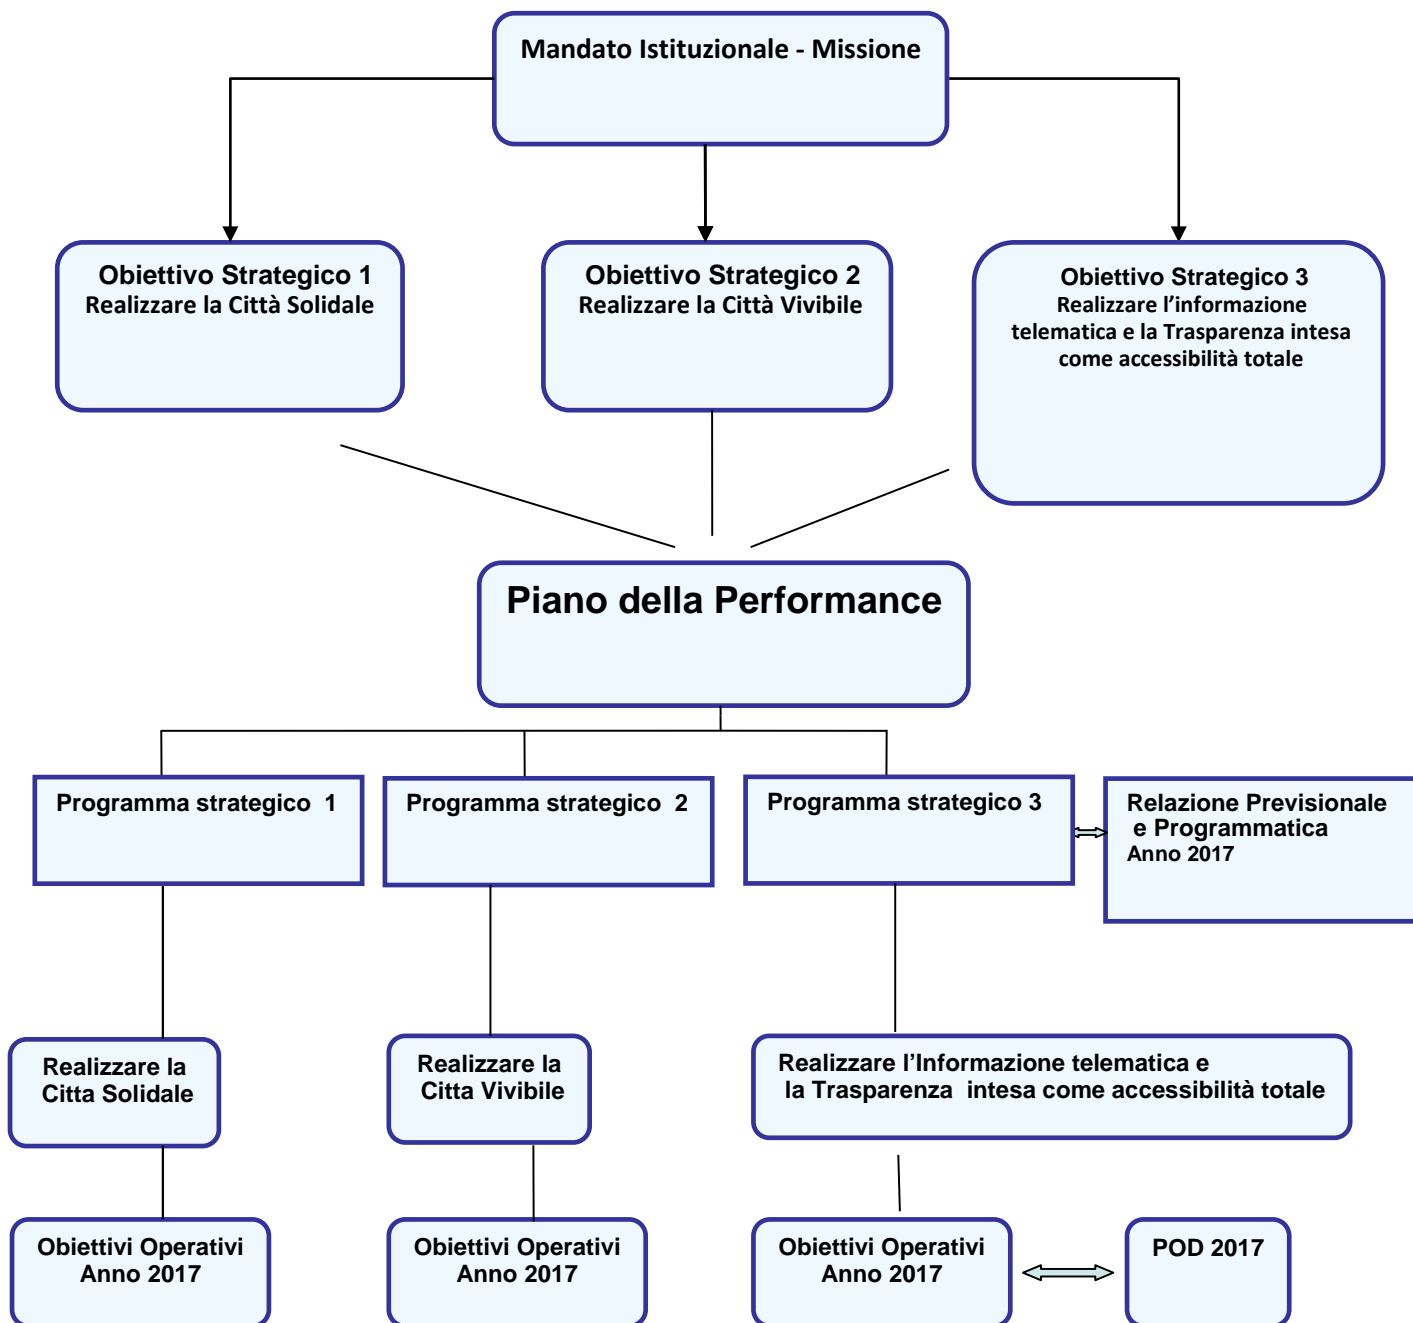 Mandato Istituzionale - Missione
Obiettivo Strategico 1
Realizzare la Città Solidale
Obiettivo Strategico 2
Realizzare la Città Vivibile
Obiettivo Strategico 3
Realizzare l’informazione
telematica e la Trasparenza intesa
come accessibilità totale
Piano della Performance
Programma strategico 1
Programma strategico 2
Programma strategico 3
Relazione Previsionale
e Programmatica
Anno 2017
Realizzare la
Citta Solidale
Realizzare la
Citta Vivibile
Realizzare l’Informazione telematica e
la Trasparenza intesa come accessibilità totale
Obiettivi Operativi
Anno 2017
Obiettivi Operativi
Anno 2017
Obiettivi Operativi
Anno 2017
POD 2017